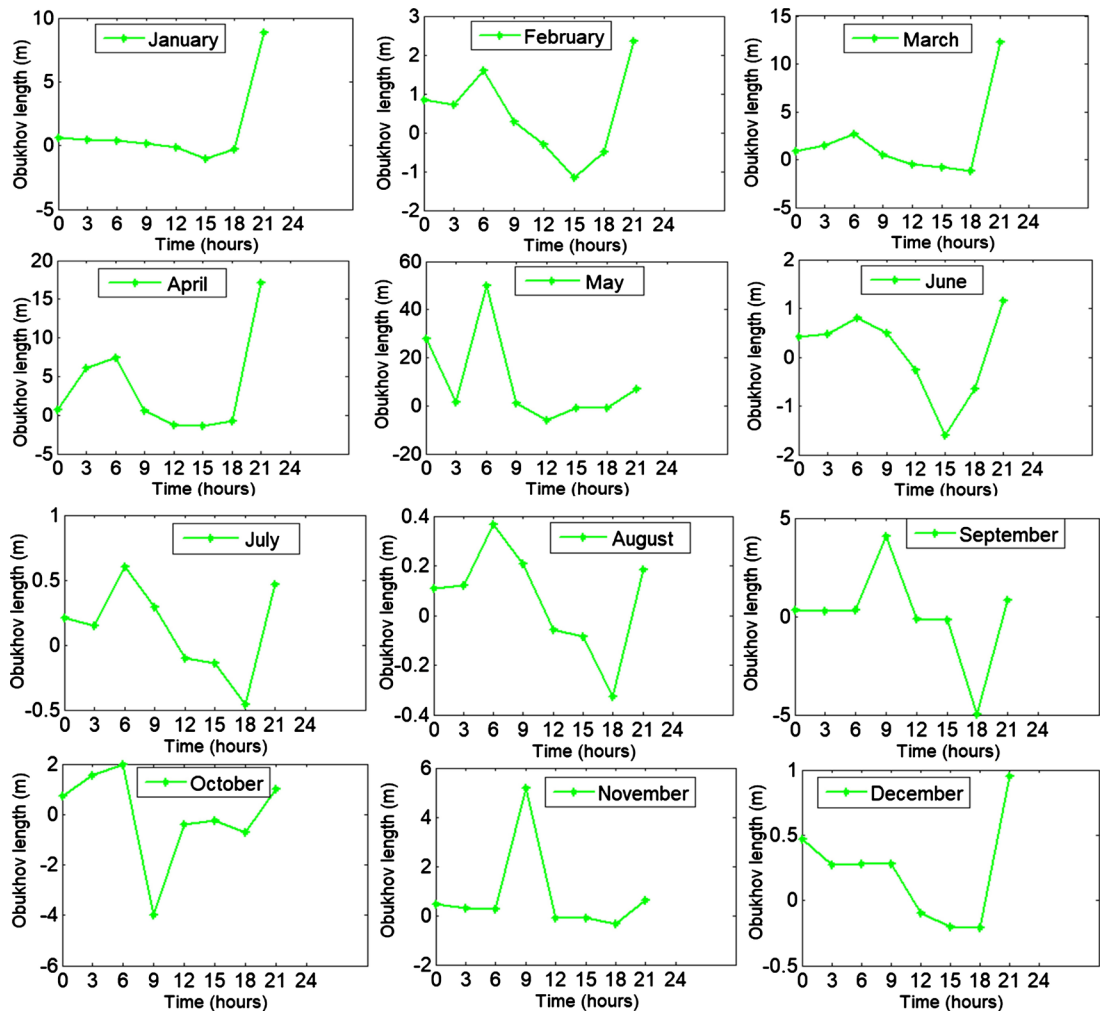 10
5
0
-5
Obukhov length (m)
January
0 3 6 9 12 15 18 21 24
Time (hours)
3
2
1
0
-1
-2
Obukhov length (m)
February
0 3 6 9 12 15 18 21 24
Time (hours)
15
10
5
0
-5
Obukhov length (m)
March
0 3 6 9 12 15 18 21 24
Time (hours)
20
15
10
5
0
-5
Obukhov length (m)
April
0 3 6 9 12 15 18 21 24
Time (hours)
60
40
20
0
-20
Obukhov length (m)
May
0 3 6 9 12 15 18 21 24
Time (hours)
2
1
0
-1
-2
Obukhov length (m)
June
0 3 6 9 12 15 18 21 24
Time (hours)
1
0.5
0
-0.5
Obukhov length (m)
July
0 3 6 9 12 15 18 21 24
Time (hours)
0.4
0.2
0
-0.2
-0.4
Obukhov length (m)
August
0 3 6 9 12 15 18 21 24
Time (hours)
5
0
-5
Obukhov length (m)
September
0 3 6 9 12 15 18 21 24
Time (hours)
2
0
-2
-4
-6
Obukhov length (m)
October
0 3 6 9 12 15 18 21 24
Time (hours)
6
4
2
0
-2
Obukhov length (m)
November
0 3 6 9 12 15 18 21 24
Time (hours)
1
0.5
0
-0.5
Obukhov length (m)
December
0 3 6 9 12 15 18 21 24
Time (hours)